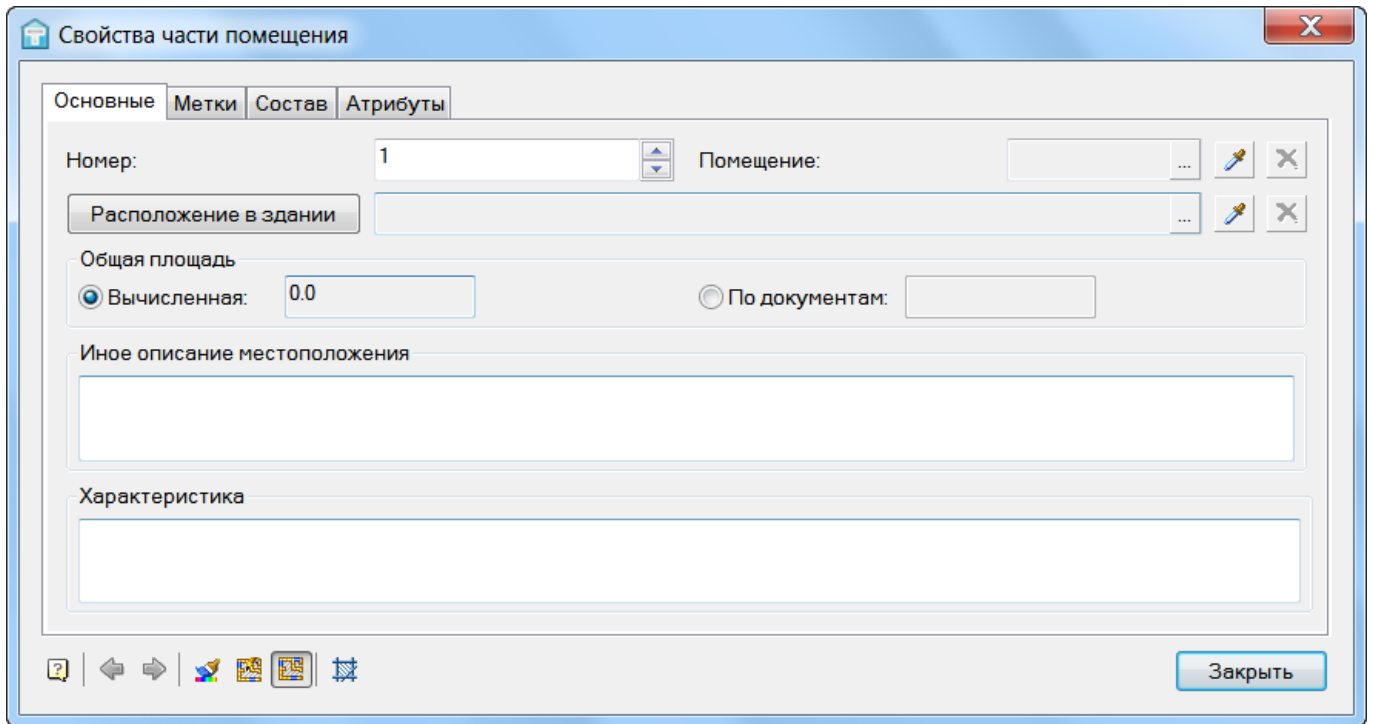 Свойства части помещения
Основные Метки Состав Атрибуты
Номер: 1 Помещение: ...
Расположение в здании ...
Общая площадь
Вычисленная: 0.0 По документам:
Иное описание местоположения
Характеристика
? Закрыть